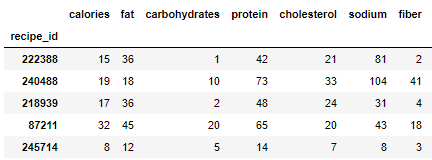 calories fat carbohydrates protein cholesterol sodium fiber
recipe_id
222388 15 36 1 42 21 81 2
240488 19 18 10 73 33 104 41
218939 17 36 2 48 24 31 4
87211 32 45 20 65 20 43 18
245714 8 12 5 14 7 8 3